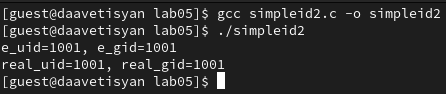 [guest@daavetisyan lab05]$ gcc simpleid2.c -o simpleid2
[guest@daavetisyan lab05]$ ./simpleid2
e_uid=1001, e_gid=1001
real_uid=1001, real_gid=1001
[guest@daavetisyan lab05]$